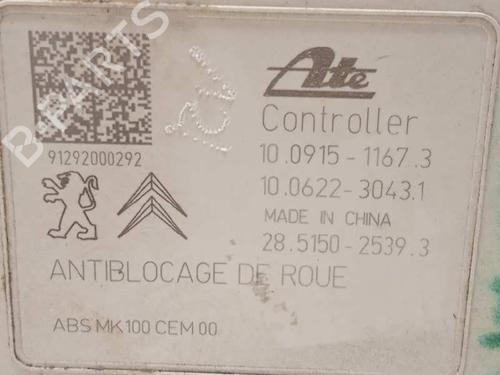 Ate
Controller
10.0915-1167.3
10.0622-3043.1
MADE IN CHINA
28.5150-2539.3
91292000292
ANTIBLOCAGE DE ROUE
ABS MK100 CEM 00
B-PARTS